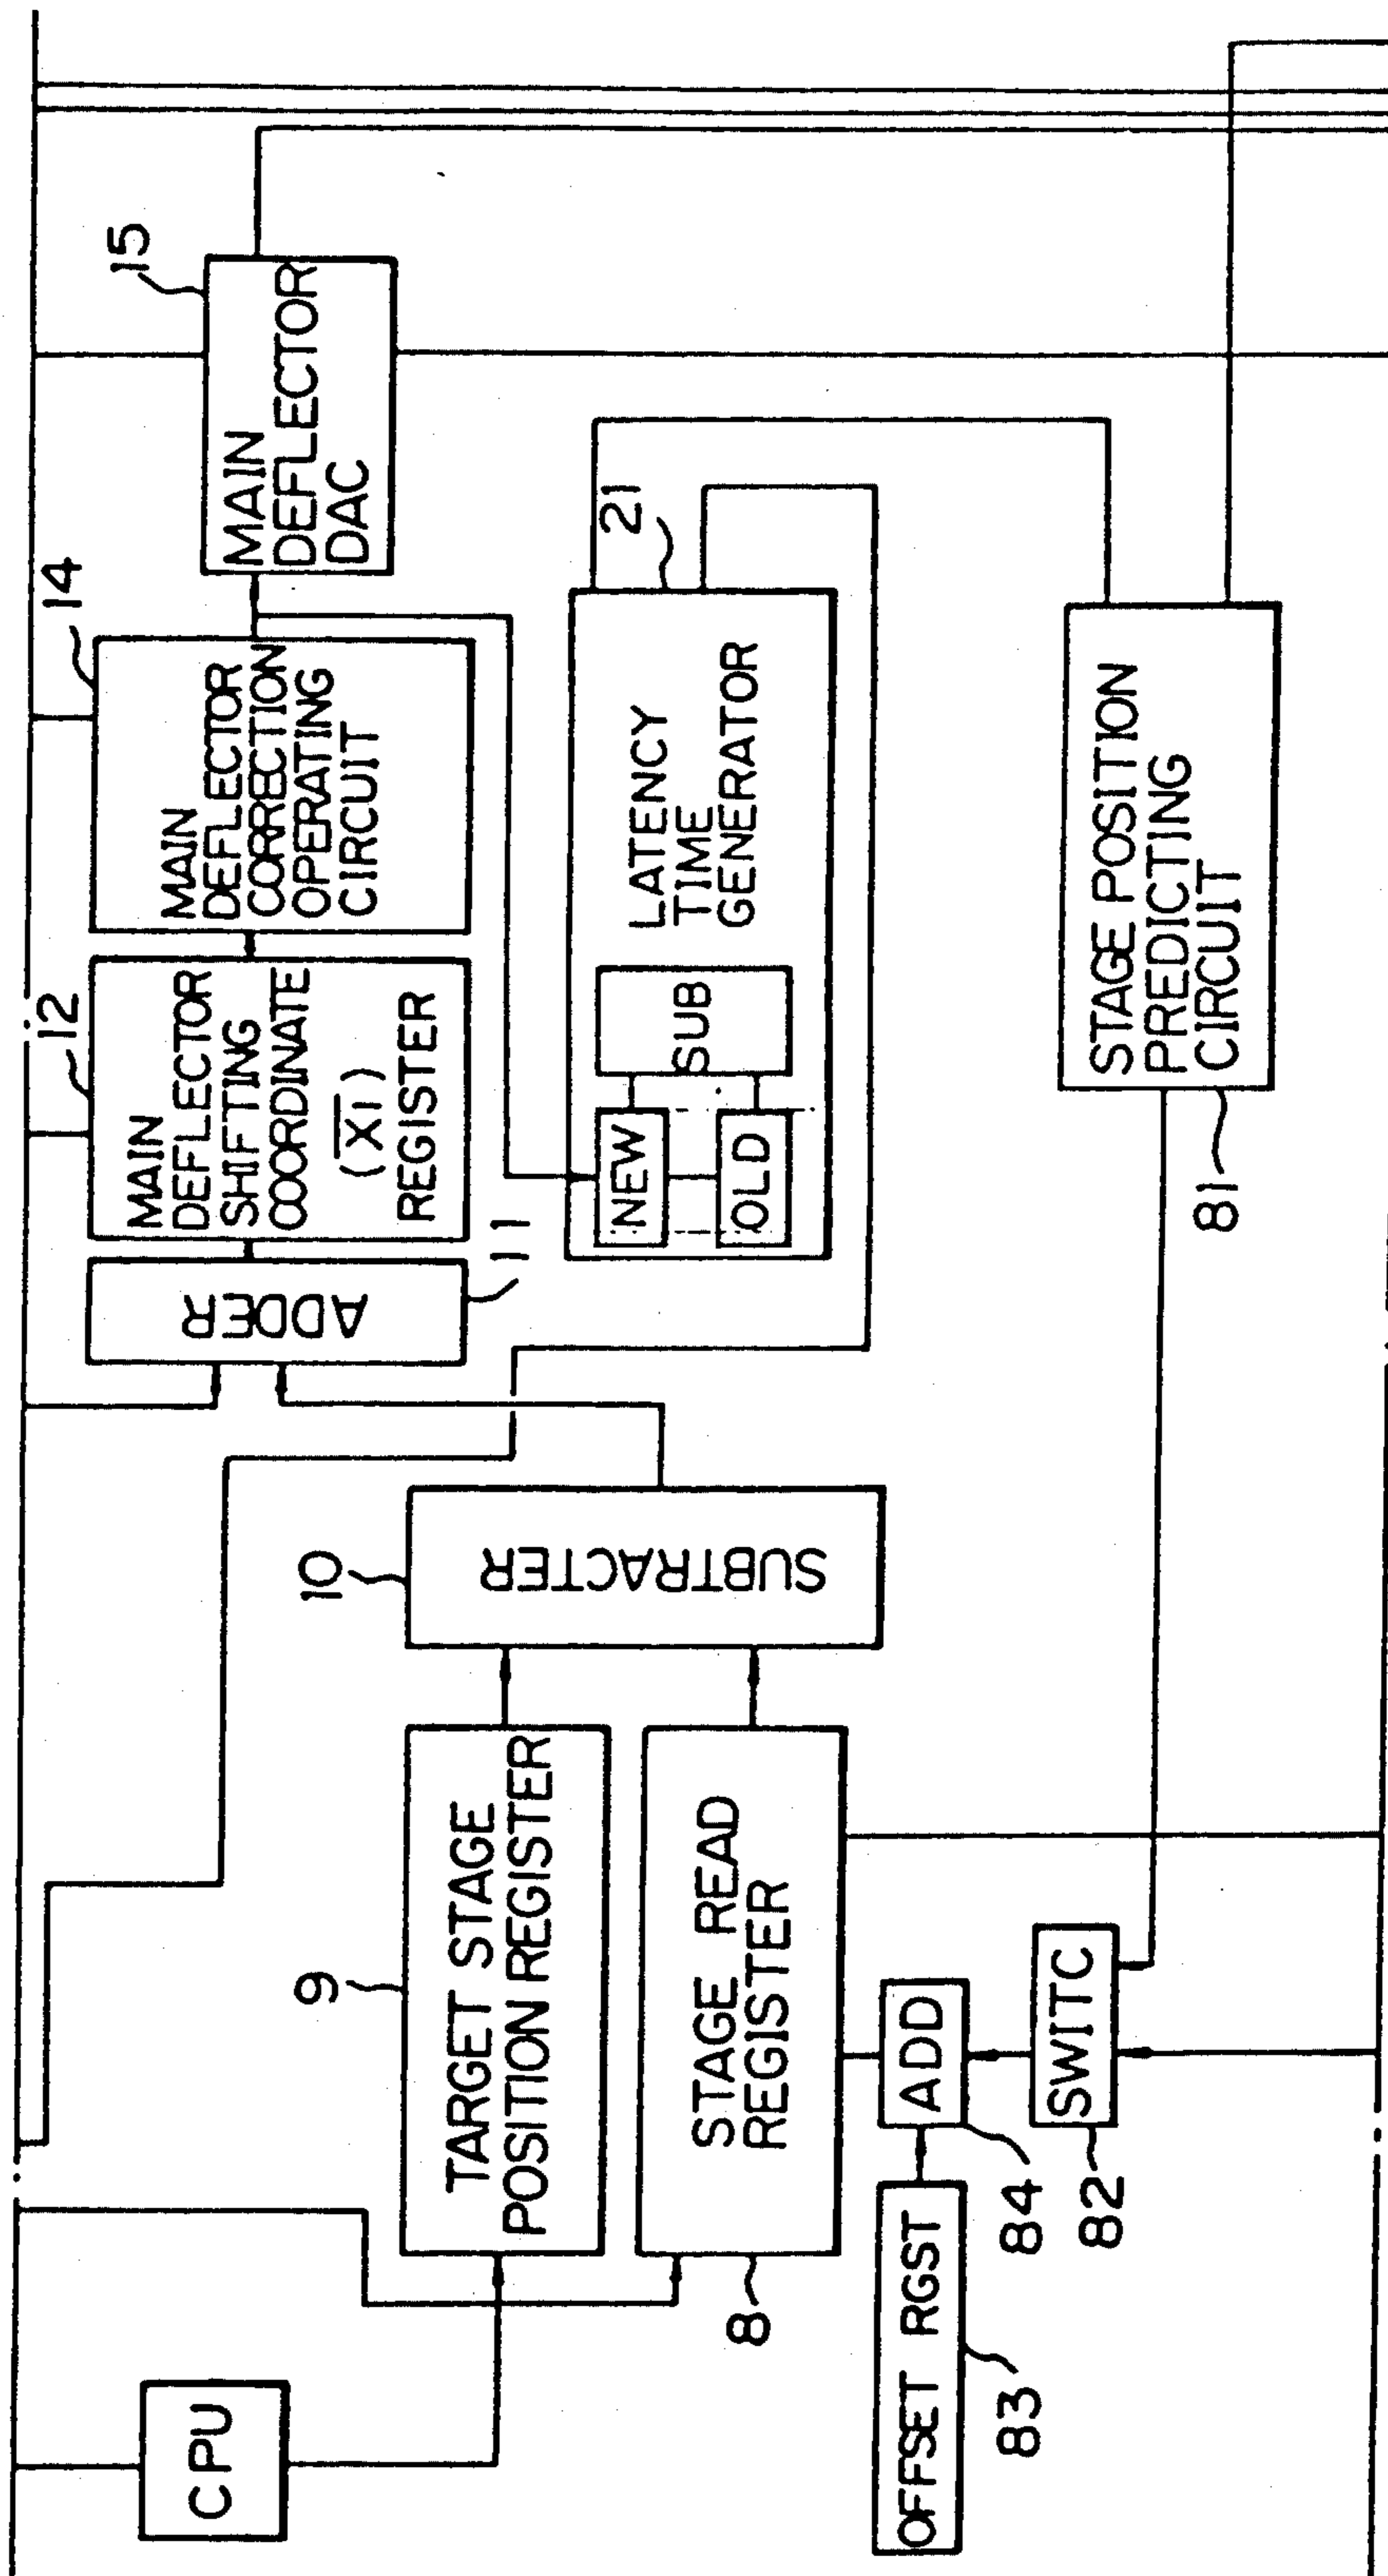 CPU
9
TARGET STAGE
POSITION REGISTER
8
STAGE READ
REGISTER
83
OFFSET RGST
84
ADD
82
SWITC
10
SUBTRACTER
11
ADDER
12
MAIN
DEFLECTOR
SHIFTING
COORDINATE
(X̅1̅)
REGISTER
14
MAIN
DEFLECTOR
CORRECTION
OPERATING
CIRCUIT
15
MAIN
DEFLECTOR
DAC
21
LATENCY
TIME
GENERATOR
NEW
OLD
SUB
81
STAGE POSITION
PREDICTING
CIRCUIT